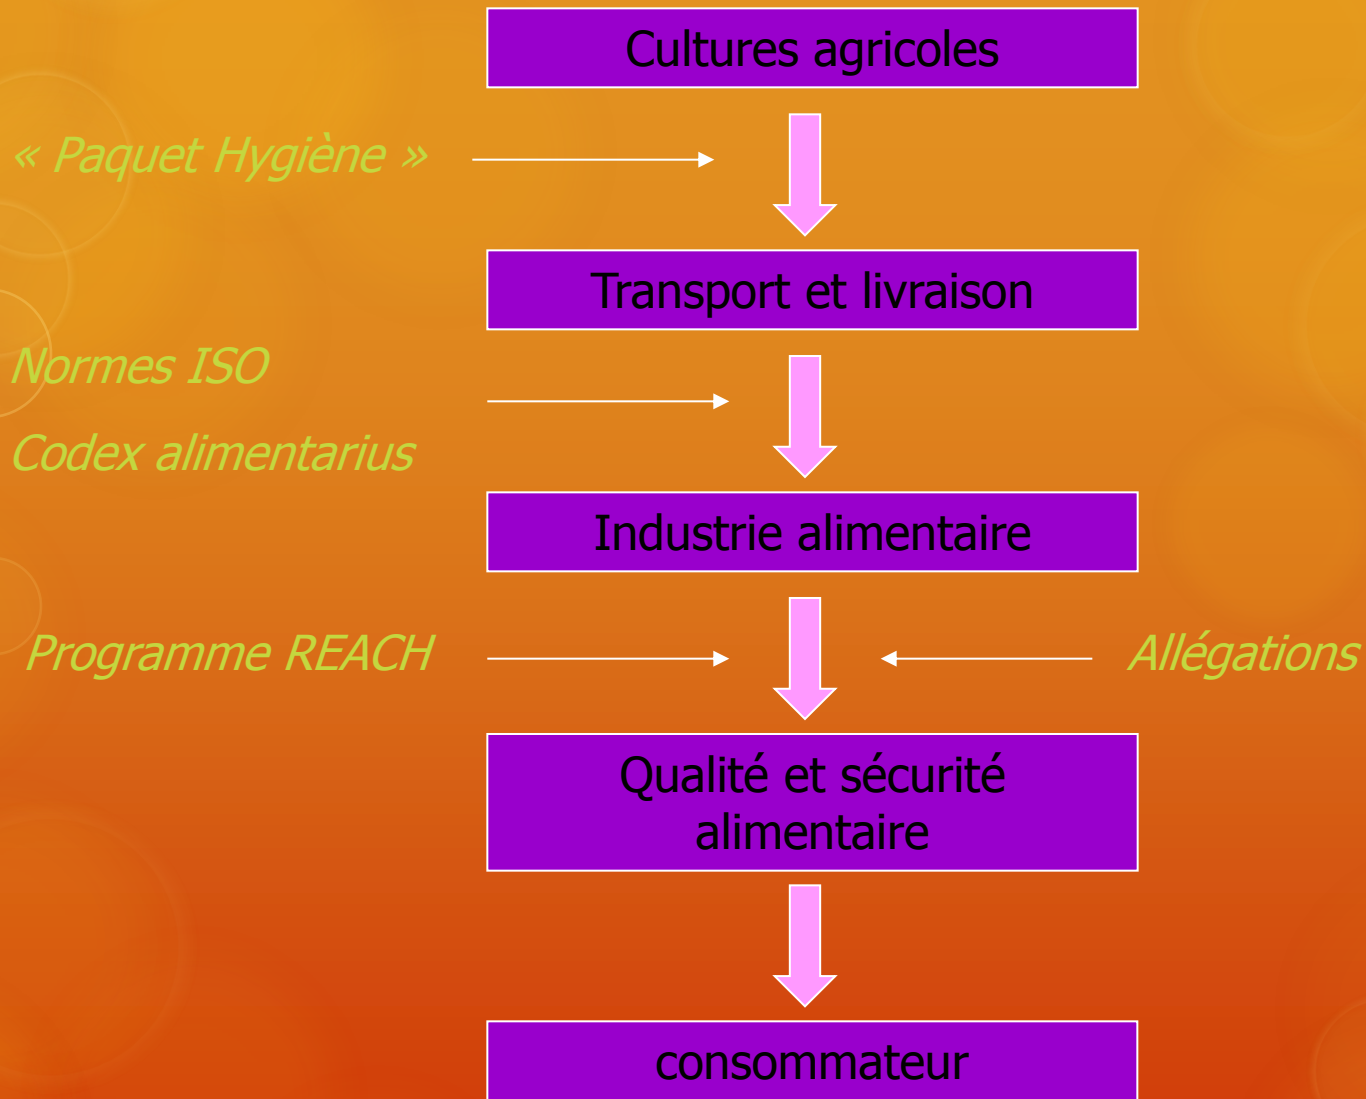 Cultures agricoles
« Paquet Hygiène »
Transport et livraison
Normes ISO
Codex alimentarius
Industrie alimentaire
Programme REACH
Allégations
Qualité et sécurité
alimentaire
consommateur